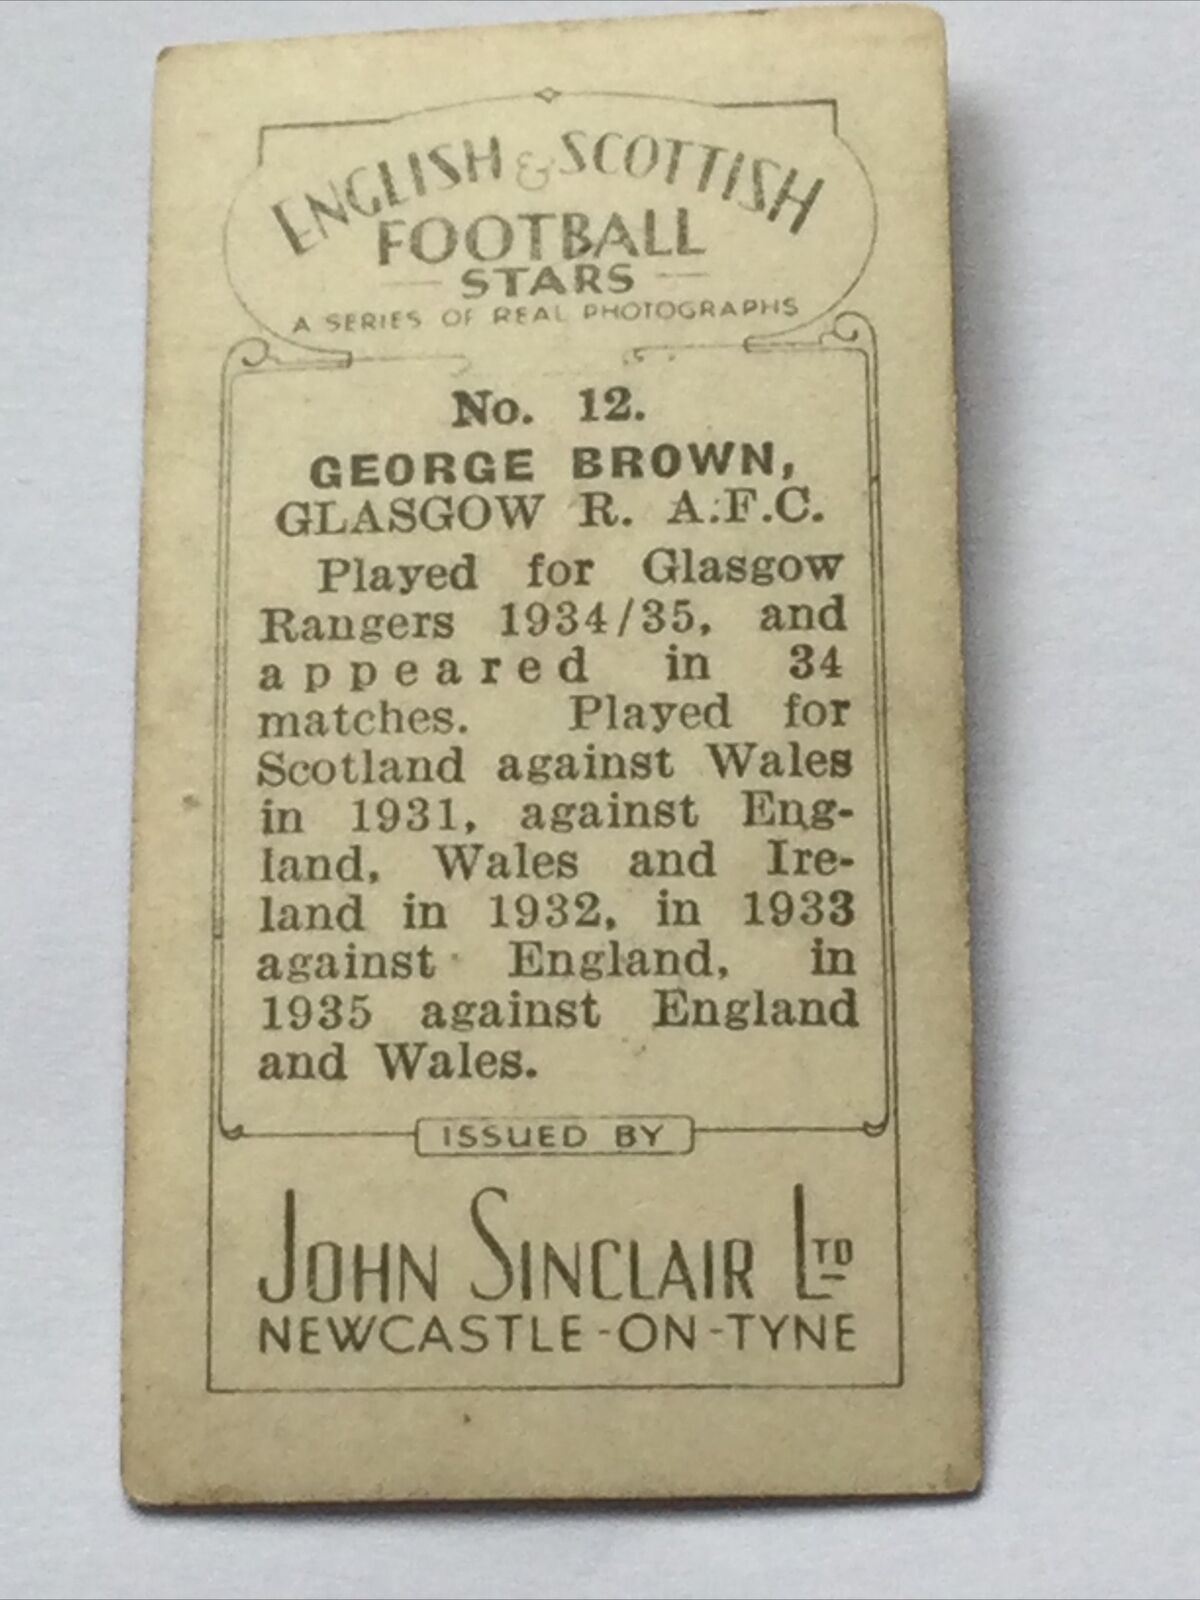 ENGLISH & SCOTTISH
FOOTBALL
STARS
A SERIES OF REAL PHOTOGRAPHS
No. 12.
GEORGE BROWN,
GLASGOW R. A.F.C.
Played for Glasgow
Rangers 1934/35, and
appeared in 34
matches. Played for
Scotland against Wales
in 1931, against Eng-
land, Wales and Ire-
land in 1932, in 1933
against England, in
1935 against England
and Wales.
ISSUED BY
JOHN SINCLAIR LTD
NEWCASTLE-ON-TYNE